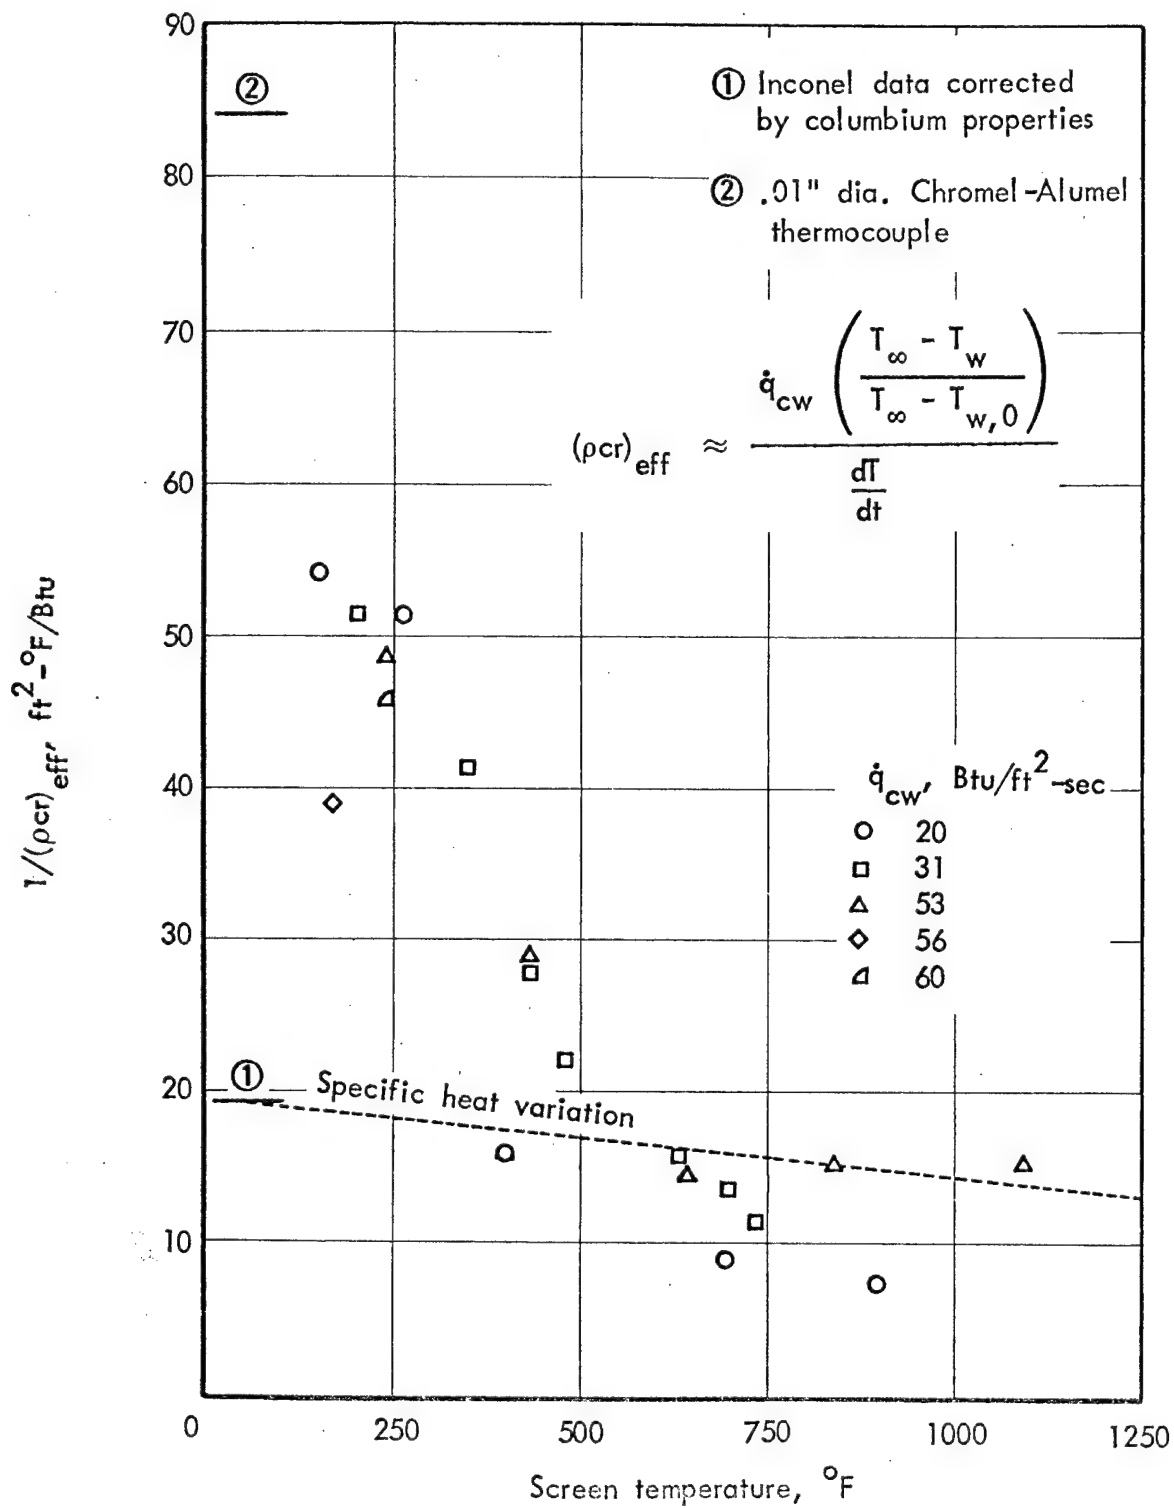 90
80
70
60
50
40
30
20
10
0
250
500
750
1000
1250
1/(ρcr)eff, ft²-°F/Btu
Screen temperature, °F
②
① Inconel data corrected
by columbium properties
② .01" dia. Chromel-Alumel
thermocouple
(ρcr)eff ≈ q̇cw ( (T∞ - Tw) / (T∞ - Tw,0) ) / (dT/dt)
q̇cw, Btu/ft²-sec
20
31
53
56
60
①
Specific heat variation